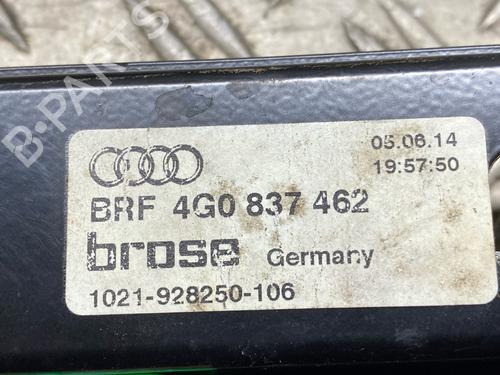 B-PARTS
05.06.14
19:57:50
BRF 4G0 837 462
brose Germany
1021-928250-106